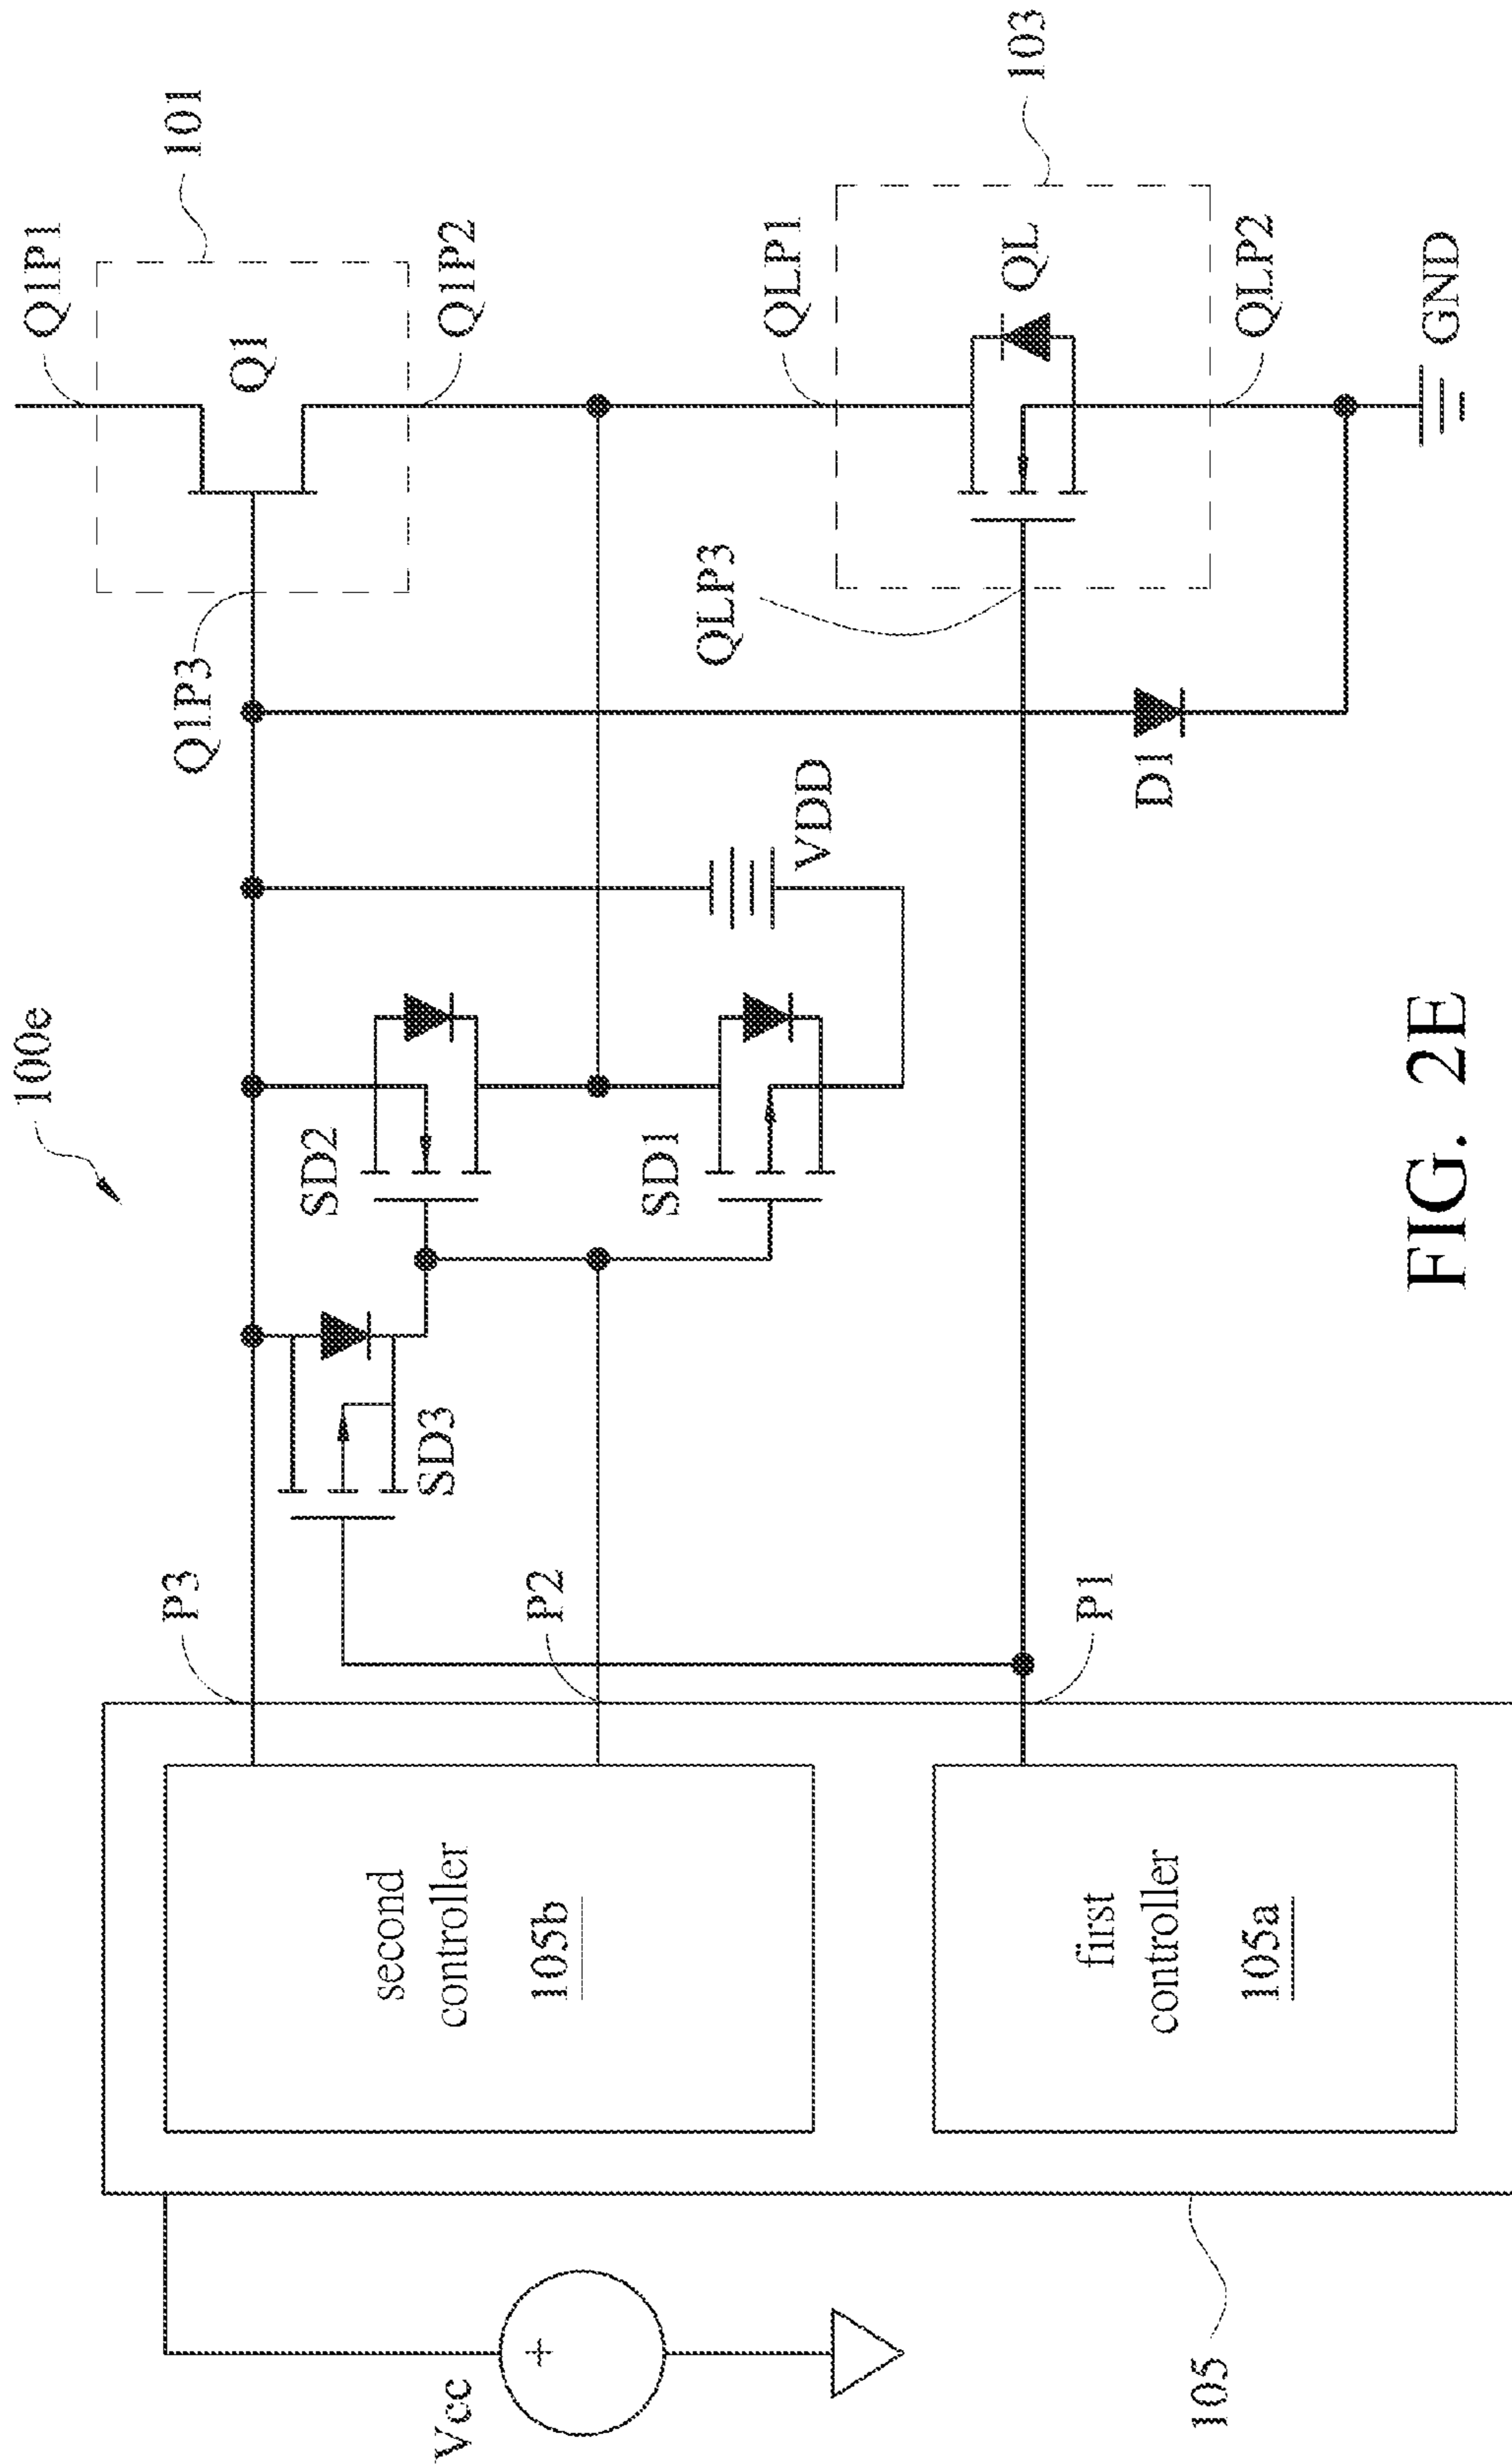 100e
Q1P1
101
Q1
Q1P2
Q1P3
P3
SD2
SD3
P2
SD1
VDD
QLP1
103
QL
QLP3
QLP2
D1
GND
P1
Vcc
+
second
controller
105b
first
controller
105a
105
FIG. 2E